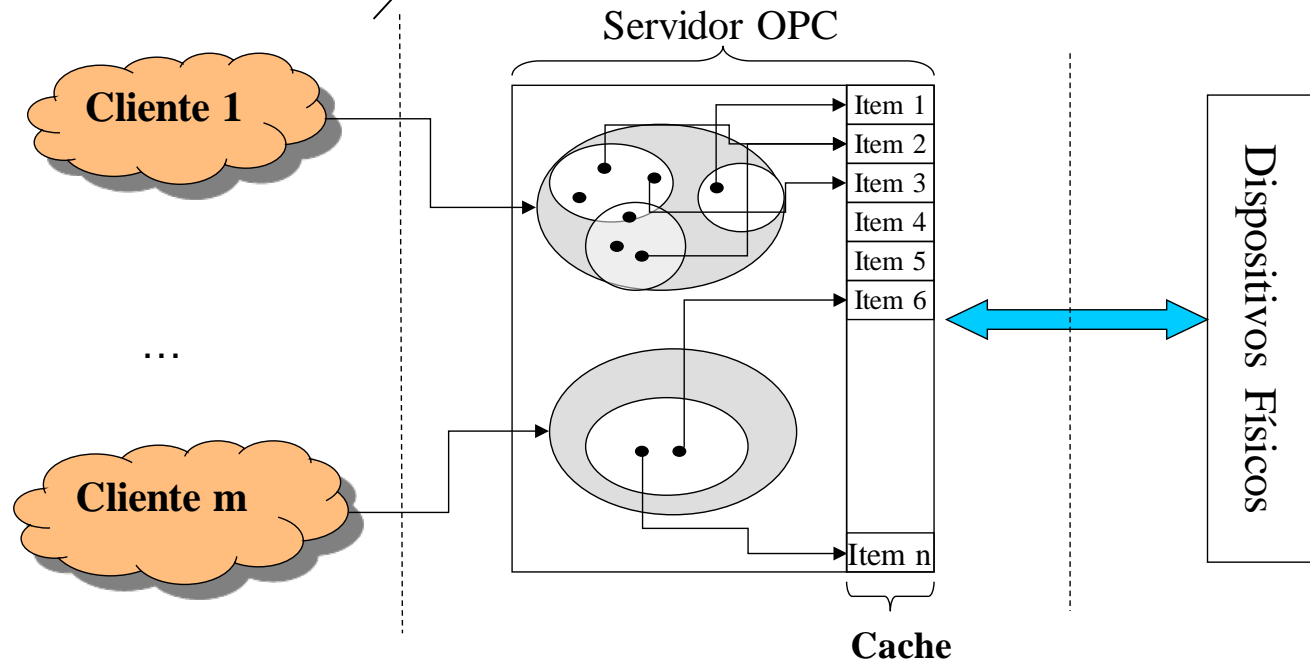 Servidor OPC
Cliente 1
Item 1
Item 2
Item 3
Item 4
Item 5
Item 6
...
Cliente m
Item n
Cache
Dispositivos Físicos